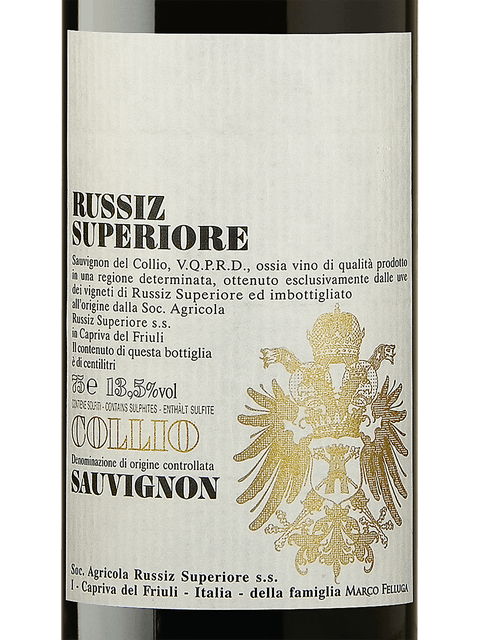 RUSSIZ
SUPERIORE
Sauvignon del Collio, V.Q.P.R.D., ossia vino di qualità prodotto
in una regione determinata, ottenuto esclusivamente dalle uve
dei vigneti di Russiz Superiore ed imbottigliato
all'origine dalla Soc. Agricola
Russiz Superiore s.s.
in Capriva del Friuli
Il contenuto di questa bottiglia
è di centilitri
75 e 13,5% vol
CONTIENE SOLFITI - CONTAINS SULPHITES - ENTHÄLT SULFITE
COLLIO
Denominazione di origine controllata
SAUVIGNON
Soc. Agricola Russiz Superiore s.s.
I - Capriva del Friuli - Italia - della famiglia MARCO FELLUGA